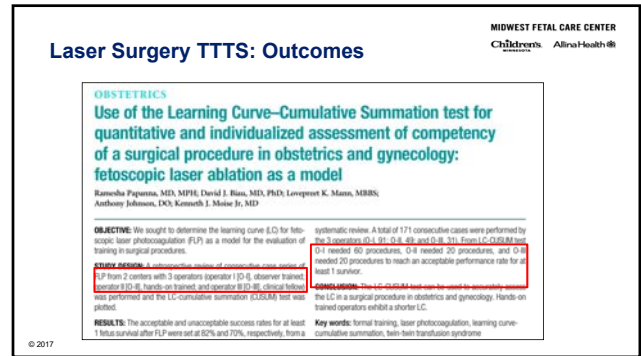 MIDWEST FETAL CARE CENTER
Children's. AllinaHealth
MINNESOTA
Laser Surgery TTTS: Outcomes
OBSTETRICS
Use of the Learning Curve–Cumulative Summation test for
quantitative and individualized assessment of competency
of a surgical procedure in obstetrics and gynecology:
fetoscopic laser ablation as a model
Ramesha Papanna, MD, MPH; David J. Biau, MD, PhD; Lovepreet K. Mann, MBBS;
Anthony Johnson, DO; Kenneth J. Moise Jr, MD
OBJECTIVE: We sought to determine the learning curve (LC) for feto-
scopic laser photocoagulation (FLP) as a model for the evaluation of
training in surgical procedures.
STUDY DESIGN: A retrospective review of consecutive case series of
FLP from 2 centers with 3 operators (operator I [O-I], observer trained;
operator II [O-II], hands-on trained; and operator III [O-III], clinical fellow)
was performed and the LC-cumulative summation (CUSUM) test was
plotted.
RESULTS: The acceptable and unacceptable success rates for at least
1 fetus survival after FLP were set at 82% and 70%, respectively, from a
systematic review. A total of 171 consecutive cases were performed by
the 3 operators (O-I, 91; O-II, 49; and O-III, 31). From LC-CUSUM test,
O-I needed 60 procedures, O-II needed 20 procedures, and O-III
needed 20 procedures to reach an acceptable performance rate for at
least 1 survivor.
CONCLUSION: The LC-CUSUM test can be used to accurately assess
the LC in a surgical procedure in obstetrics and gynecology. Hands-on
trained operators exhibit a shorter LC.
Key words: formal training, laser photocoagulation, learning curve-
cumulative summation, twin-twin transfusion syndrome
© 2017